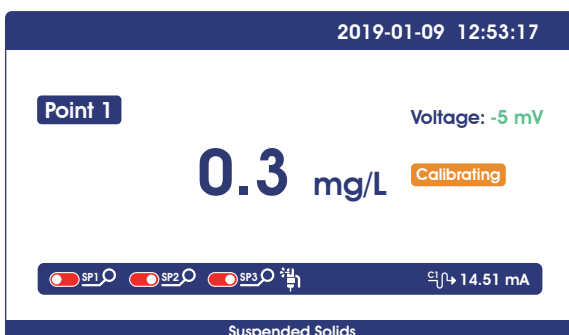 2019-01-09 12:53:17
Point 1
Voltage: -5 mV
0.3 mg/L
Calibrating
SP1 SP2 SP3 14.51 mA
Suspended Solids